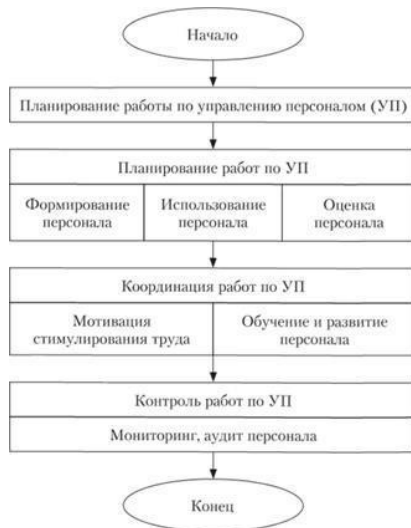 Начало
Планирование работы по управлению персоналом (УП)
Планирование работ по УП
Формирование
персонала
Использование
персонала
Оценка
персонала
Координация работ по УП
Мотивация
стимулирования труда
Обучение и развитие
персонала
Контроль работ по УП
Мониторинг, аудит персонала
Конец